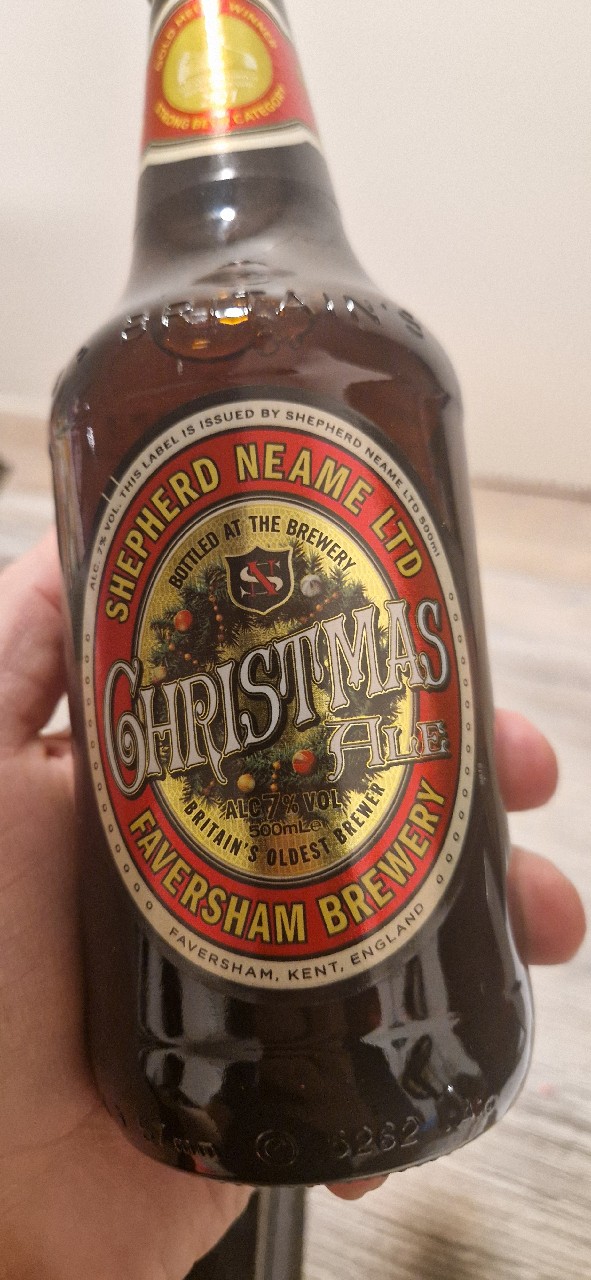 GOLD MEDAL WINNER
STRONG BEER CATEGORY
BRITAIN'S
ALC. 7% VOL. THIS LABEL IS ISSUED BY SHEPHERD NEAME LTD 500ml
SHEPHERD NEAME LTD
BOTTLED AT THE BREWERY
SN
CHRISTMAS
ALE
ALC 7% VOL
500mLe
BRITAIN'S OLDEST BREWER
FAVERSHAM BREWERY
FAVERSHAM, KENT, ENGLAND
5262